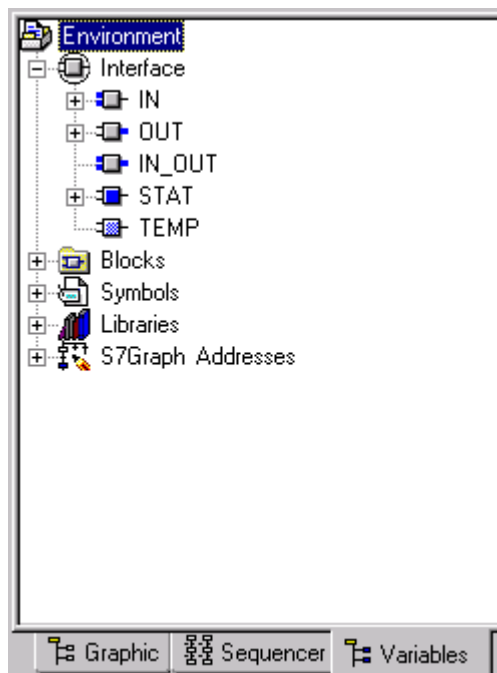 Environment
Interface
IN
OUT
IN_OUT
STAT
TEMP
Blocks
Symbols
Libraries
S7Graph Addresses
Graphic Sequencer Variables